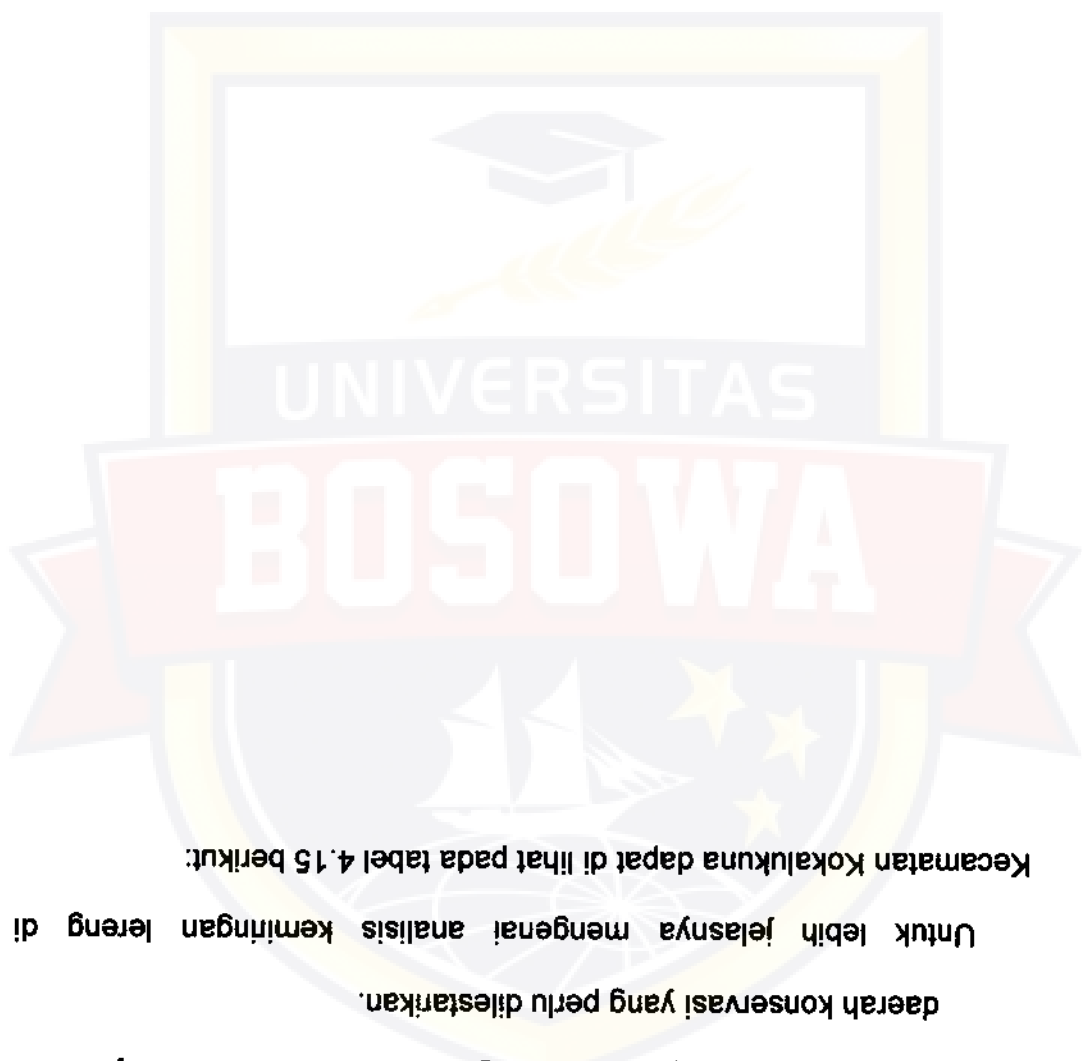 daerah konservasi yang perlu dilestarikan.
Untuk lebih jelasnya mengenai analisis kemiringan lereng di
Kecamatan Kokalukuna dapat di lihat pada tabel 4.15 berikut:
UNIVERSITAS
BOSOWA